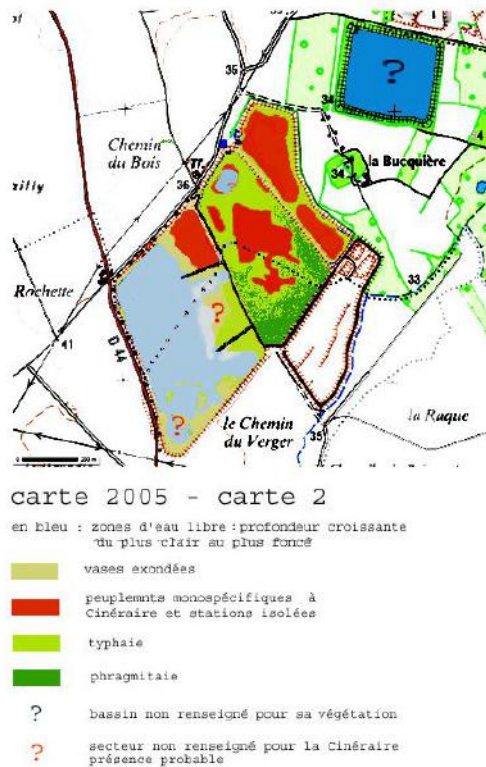 35
34
?
Chemin
du Bois
la Bucquière
34
36
4
ailly
33
Rochette
?
41
D 44
la Raque
le Chemin
du Verger
35
?
carte 2005 - carte 2
en bleu : zones d'eau libre : profondeur croissante
du plus clair au plus foncé
vases exondées
peuplemnts monospécifiques à
Cinéraire et stations isolées
typhaie
phragmitaie
? bassin non renseigné pour sa végétation
? secteur non renseigné pour la Cinéraire
présence probable